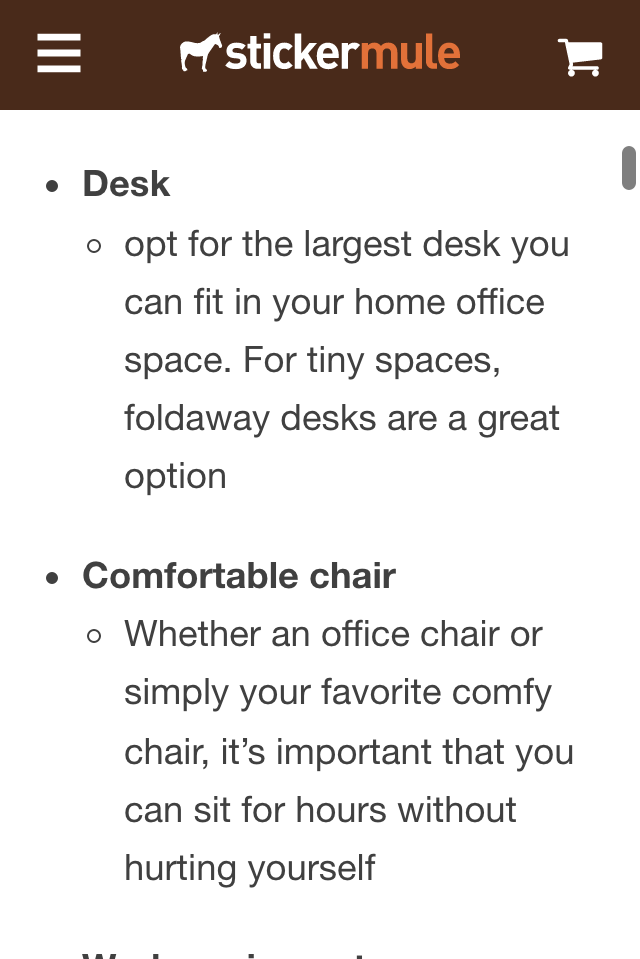 stickermule
Desk
opt for the largest desk you
can fit in your home office
space. For tiny spaces,
foldaway desks are a great
option
Comfortable chair
Whether an office chair or
simply your favorite comfy
chair, it’s important that you
can sit for hours without
hurting yourself